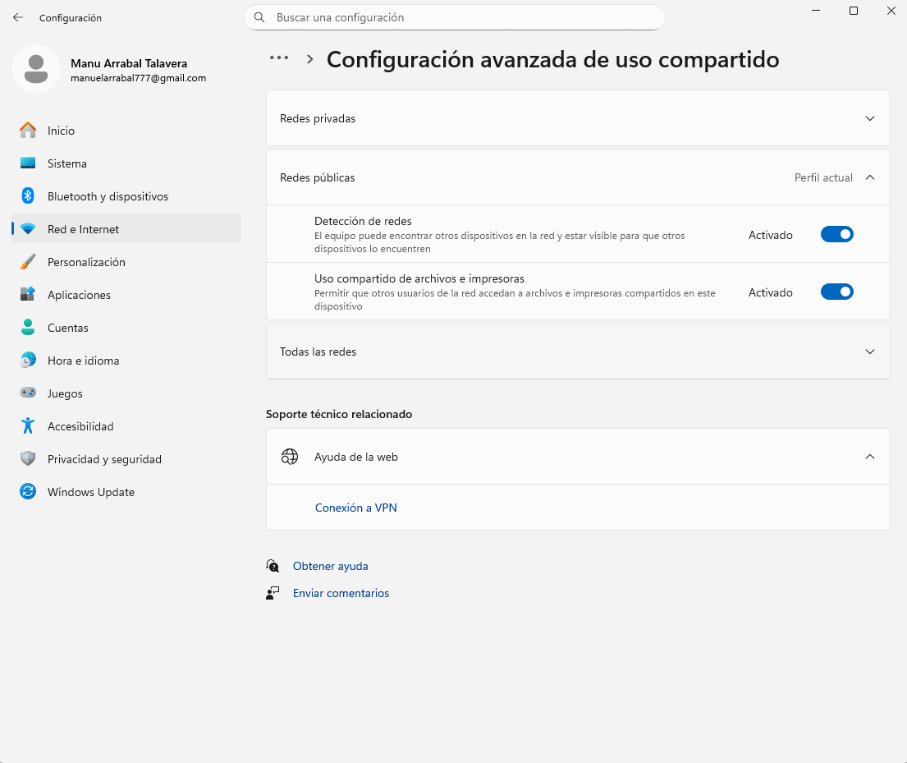 Configuración
Buscar una configuración
Manu Arrabal Talavera
manuelarrabal777@gmail.com
Inicio
Sistema
Bluetooth y dispositivos
Red e Internet
Personalización
Aplicaciones
Cuentas
Hora e idioma
Juegos
Accesibilidad
Privacidad y seguridad
Windows Update
··· > Configuración avanzada de uso compartido
Redes privadas
Redes públicas Perfil actual
Detección de redes
El equipo puede encontrar otros dispositivos en la red y estar visible para que otros
dispositivos lo encuentren
Activado
Uso compartido de archivos e impresoras
Permitir que otros usuarios de la red accedan a archivos e impresoras compartidos en este
dispositivo
Activado
Todas las redes
Soporte técnico relacionado
Ayuda de la web
Conexión a VPN
Obtener ayuda
Enviar comentarios